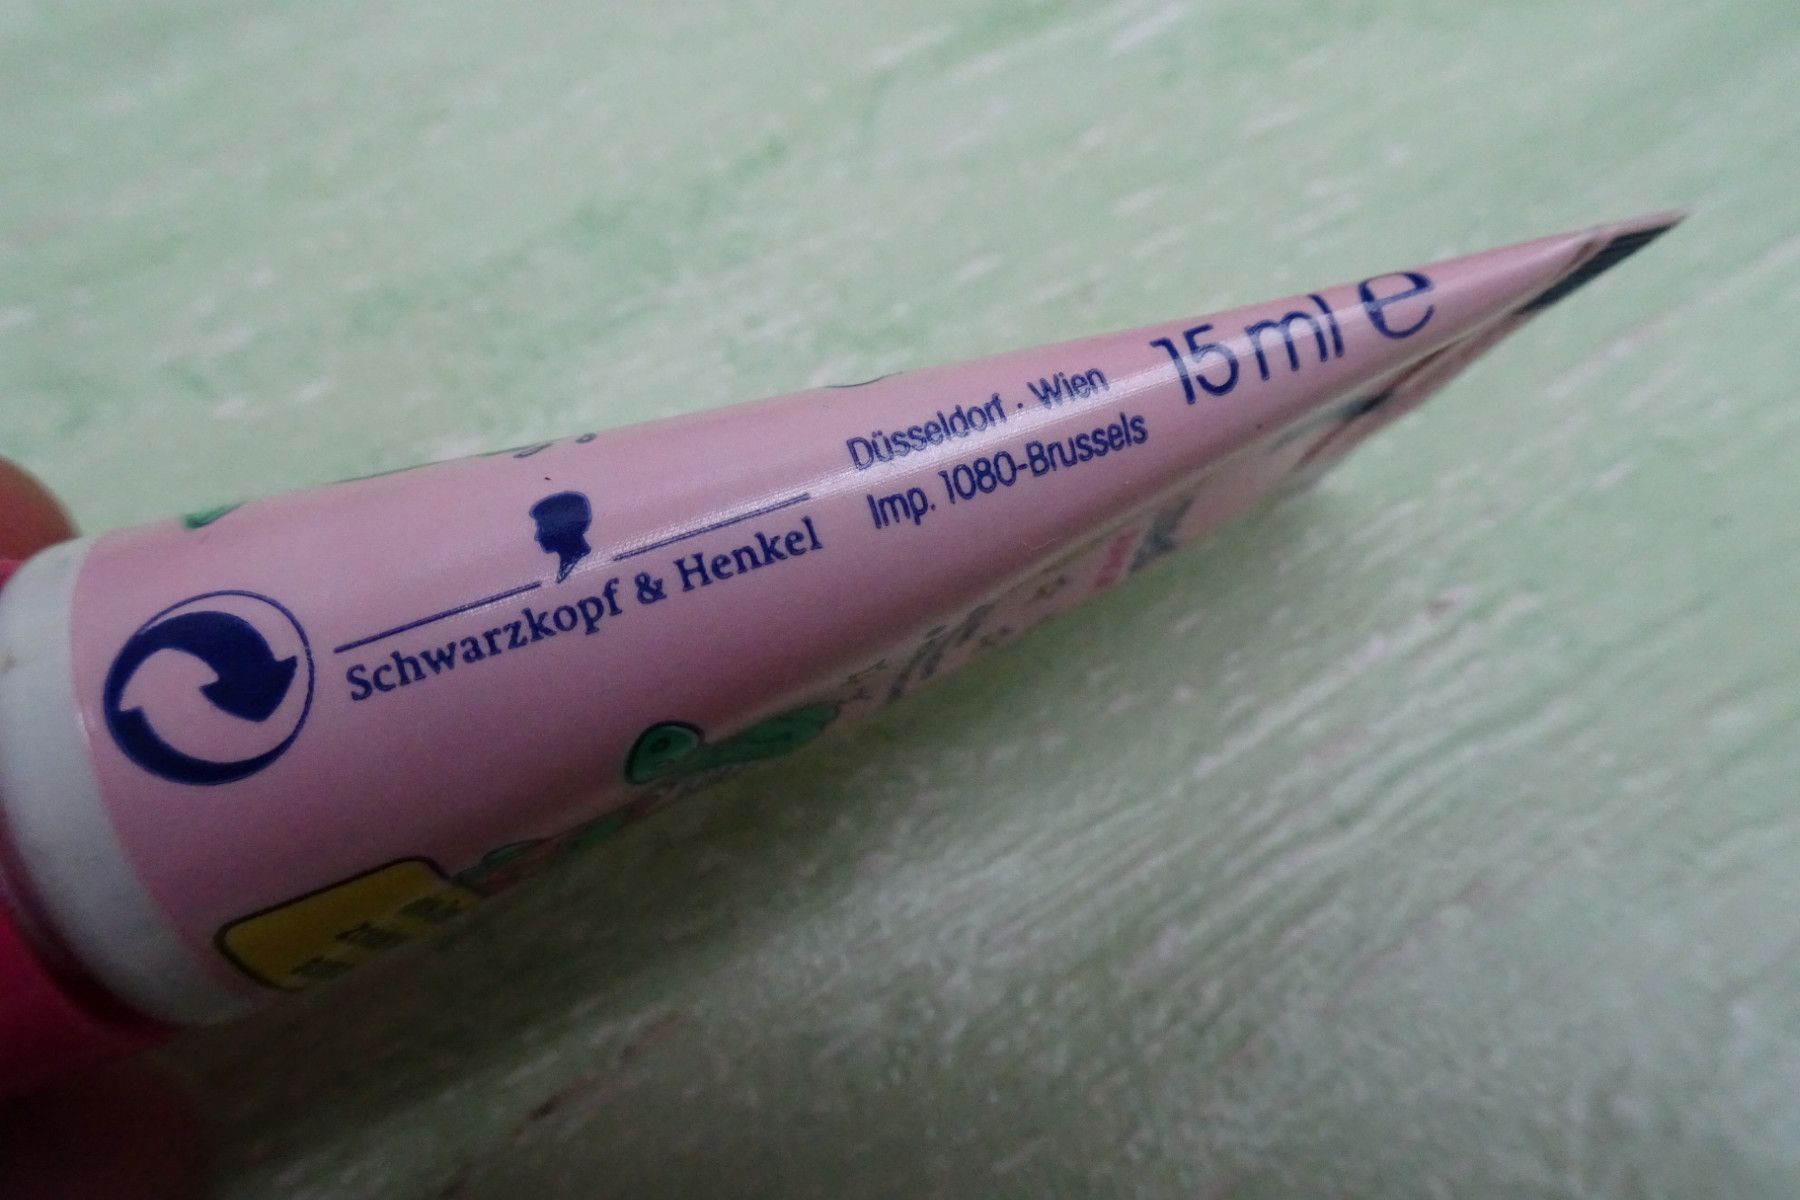 Schwarzkopf & Henkel
Düsseldorf · Wien
Imp. 1080-Brussels
15 ml e